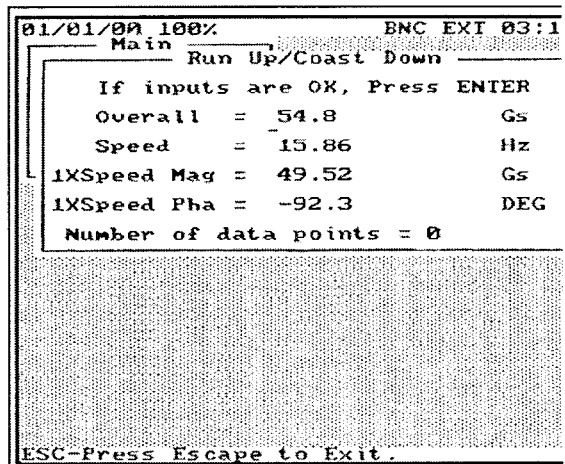 01/01/00 100% BNC EXT 03:1
Main
Run Up/Coast Down
If inputs are OK, Press ENTER
Overall = 54.8 Gs
Speed = 15.86 Hz
1XSpeed Mag = 49.52 Gs
1XSpeed Pha = -92.3 DEG
Number of data points = 0
ESC-Press Escape to Exit.